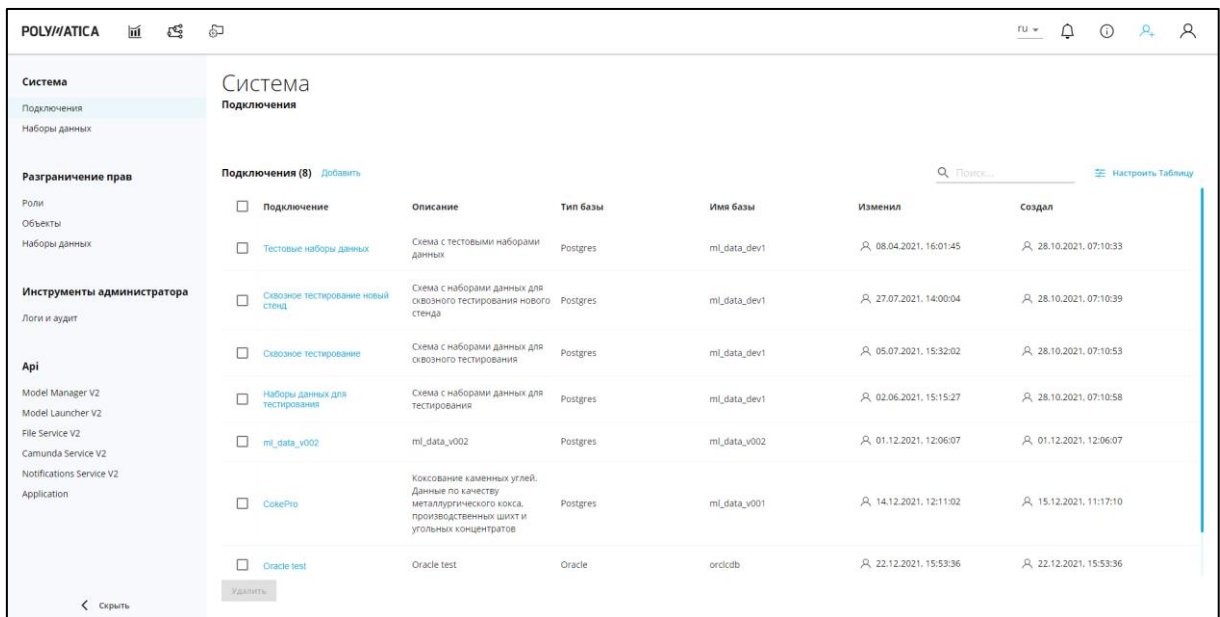 POLYMATICA
ru
Система
Подключения
Наборы данных
Разграничение прав
Роли
Объекты
Наборы данных
Инструменты администратора
Логи и аудит
Api
Model Manager V2
Model Launcher V2
File Service V2
Camunda Service V2
Notifications Service V2
Application
Скрыть
Система
Подключения
Подключения (8) Добавить
Поиск...
Настроить Таблицу
Подключение Описание Тип базы Имя базы Изменил Создал
Тестовые наборы данных
Схема с тестовыми наборами
данных
Postgres ml_data_dev1 08.04.2021, 16:01:45 28.10.2021, 07:10:33
Сквозное тестирование новый
стенд
Схема с наборами данных для
сквозного тестирования нового
стенда
Postgres ml_data_dev1 27.07.2021, 14:00:04 28.10.2021, 07:10:39
Сквозное тестирование
Схема с наборами данных для
сквозного тестирования
Postgres ml_data_dev1 05.07.2021, 15:32:02 28.10.2021, 07:10:53
Наборы данных для
тестирования
Схема с наборами данных для
тестирования
Postgres ml_data_dev1 02.06.2021, 15:15:27 28.10.2021, 07:10:58
ml_data_v002 ml_data_v002 Postgres ml_data_v002 01.12.2021, 12:06:07 01.12.2021, 12:06:07
CokePro
Коксование каменных углей.
Данные по качеству
металлургического кокса,
производственных шихт и
угольных концентратов
Postgres ml_data_v001 14.12.2021, 12:11:02 15.12.2021, 11:17:10
Oracle test Oracle test Oracle orclcdb 22.12.2021, 15:53:36 22.12.2021, 15:53:36
Удалить